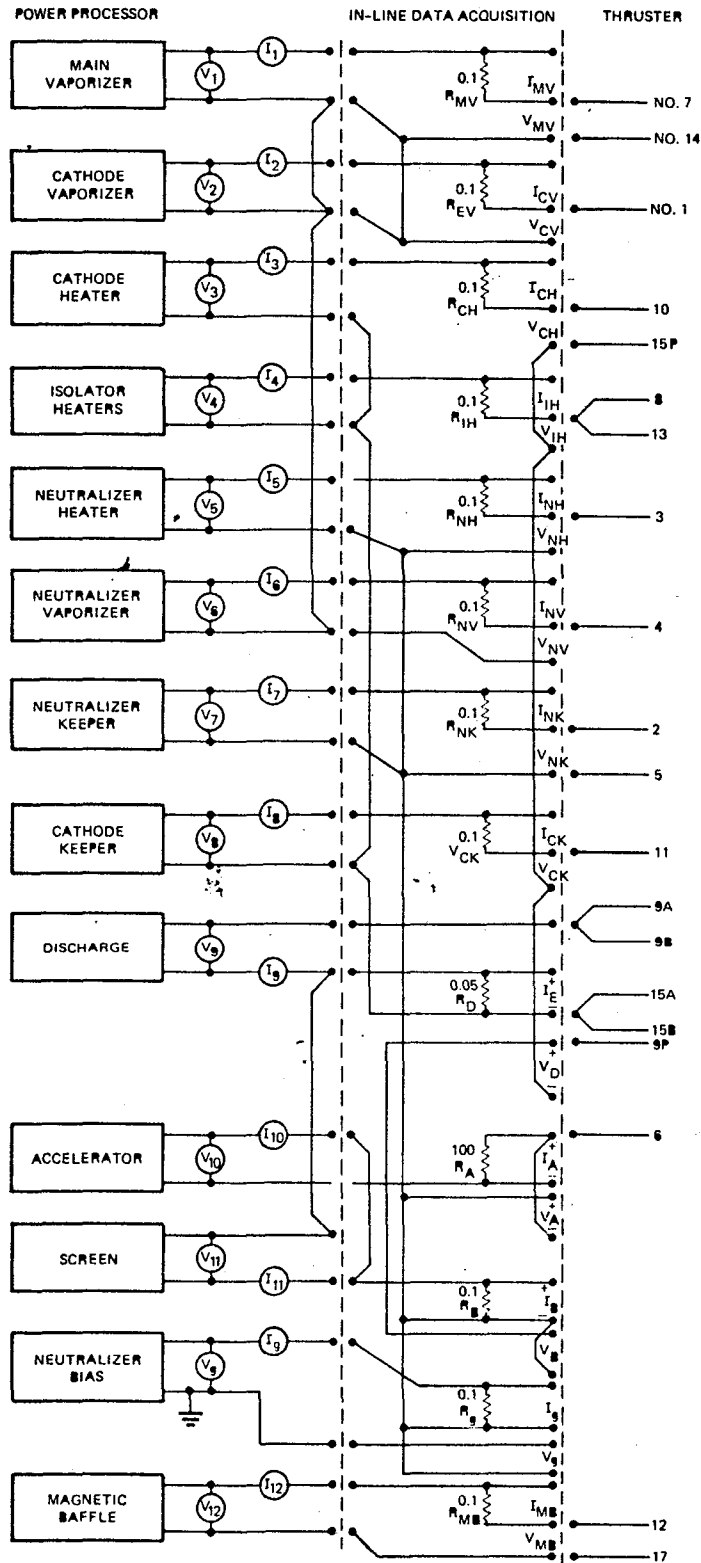 POWER PROCESSOR
IN-LINE DATA ACQUISITION
THRUSTER
MAIN VAPORIZER
V1
I1
0.1
RMV
IMV
NO. 7
VMV
NO. 14
CATHODE VAPORIZER
V2
I2
0.1
REV
ICV
NO. 1
VCV
CATHODE HEATER
V3
I3
0.1
RCH
ICH
10
VCH
15P
ISOLATOR HEATERS
V4
I4
0.1
RIH
IIH
8
VIH
13
NEUTRALIZER HEATER
V5
I5
0.1
RNH
INH
3
VNH
NEUTRALIZER VAPORIZER
V6
I6
0.1
RNV
INV
4
VNV
NEUTRALIZER KEEPER
V7
I7
0.1
RNK
INK
2
VNK
5
CATHODE KEEPER
V8
I8
0.1
VCK
ICK
11
VCK
DISCHARGE
V9
I9
9A
9B
0.05
RD
+
IE
-
15A
15B
9P
+
VD
-
ACCELERATOR
V10
I10
100
RA
+
IA
-
6
+
VA
-
SCREEN
V11
I11
0.1
RB
+
IB
-
VB
NEUTRALIZER BIAS
Vg
Ig
0.1
Rg
Ig
Vg
MAGNETIC BAFFLE
V12
I12
0.1
RMB
IMB
12
VMB
17